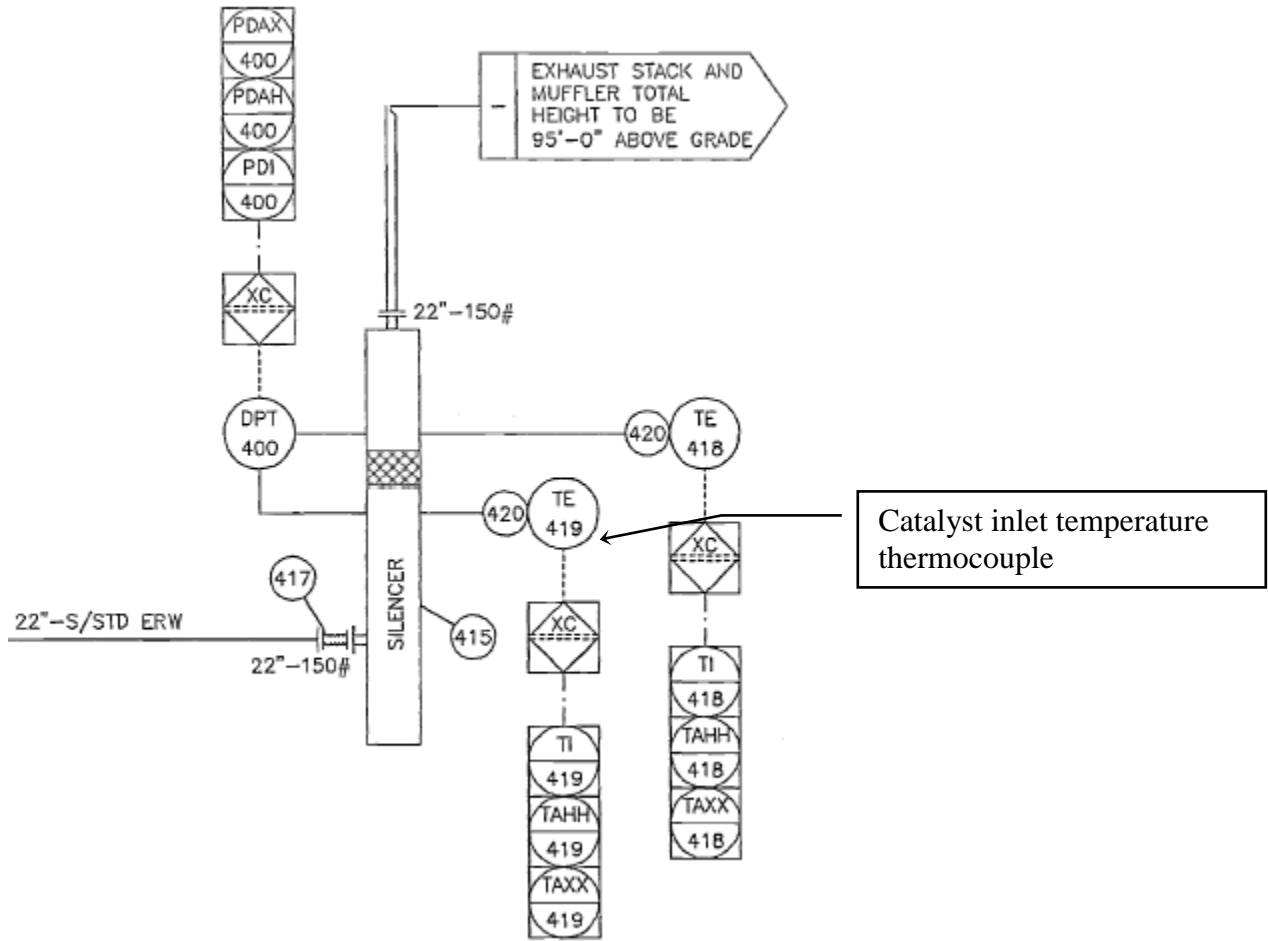 PDAX
400
PDAH
400
PDI
400
EXHAUST STACK AND
MUFFLER TOTAL
HEIGHT TO BE
95'-0" ABOVE GRADE
-
XC
22"-150#
DPT
400
420
TE
418
420
TE
419
Catalyst inlet temperature
thermocouple
XC
417
22"-S/STD ERW
22"-150#
SILENCER
415
XC
TI
418
TAHH
418
TAXX
418
TI
419
TAHH
419
TAXX
419